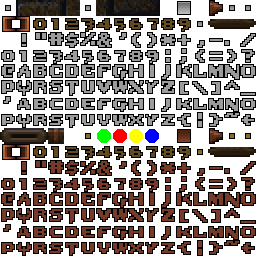 0123456789
!"#$%&'()*+,-./
0123456789:;<=>?
@ABCDEFGHIJKLMNO
PQRSTUVWXYZ[\]^_
'ABCDEFGHIJKLMNO
PQRSTUVWXYZ{|}~←
0123456789
!"#$%&'()*+,-./
0123456789:;<=>?
@ABCDEFGHIJKLMNO
PQRSTUVWXYZ[\]^_
'ABCDEFGHIJKLMNO
PQRSTUVWXYZ{|}~←